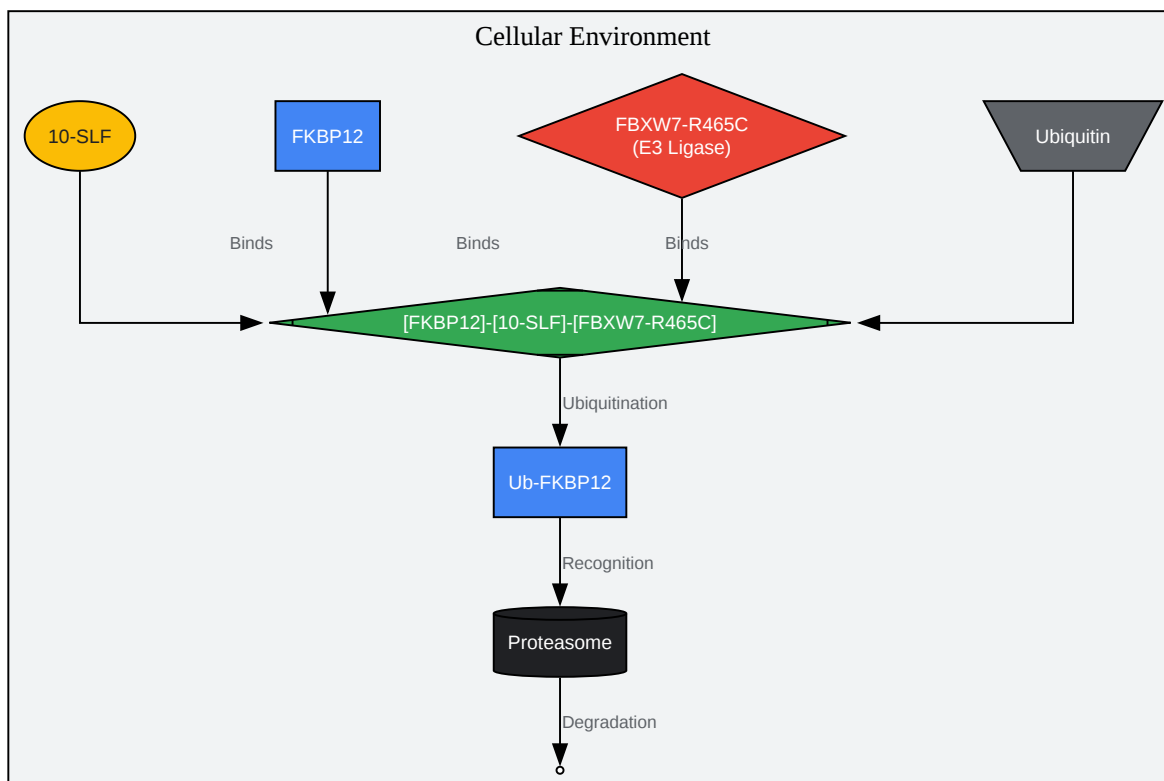 Cellular Environment
10-SLF
FKBP12
FBXW7-R465C
(E3 Ligase)
Ubiquitin
Binds
Binds
Binds
[FKBP12]-[10-SLF]-[FBXW7-R465C]
Ubiquitination
Ub-FKBP12
Recognition
Proteasome
Degradation